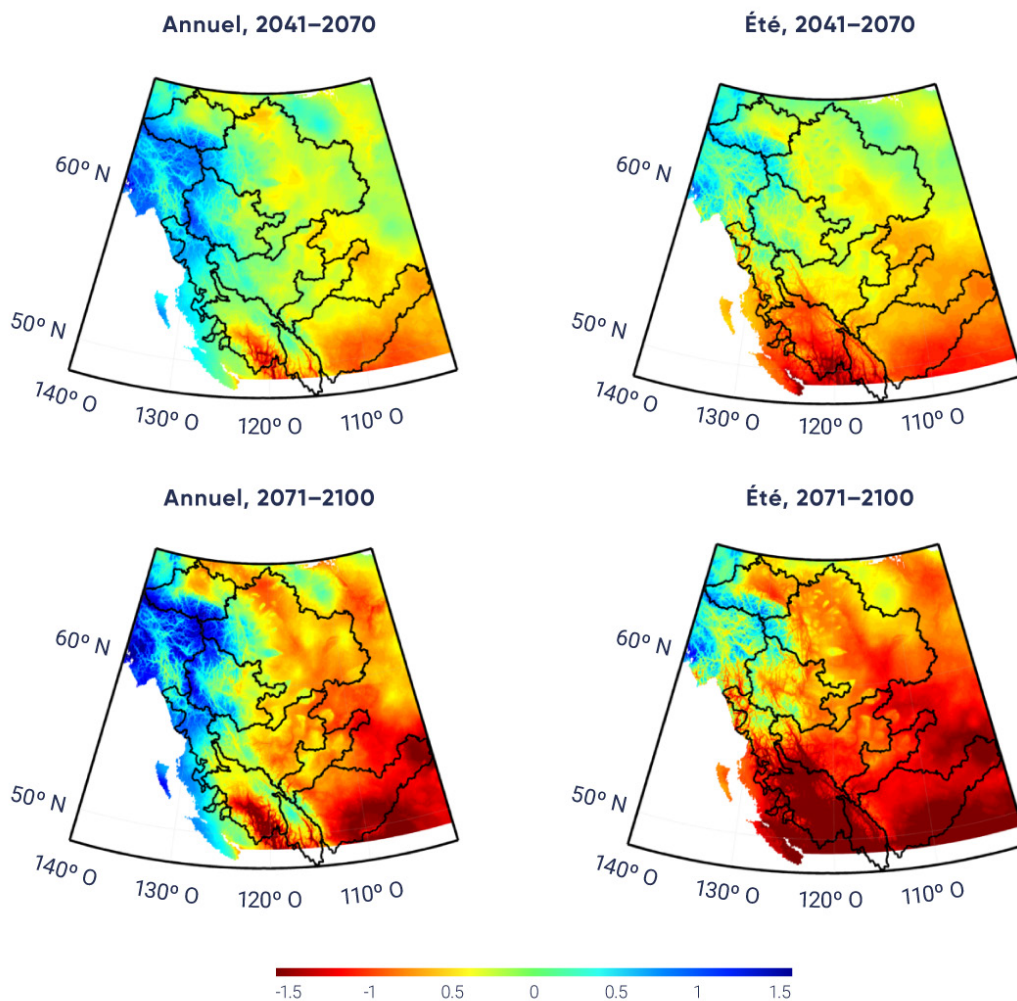 Annuel, 2041–2070
Été, 2041–2070
60° N
50° N
140° O
130° O
120° O
110° O
60° N
50° N
140° O
130° O
120° O
110° O
Annuel, 2071–2100
Été, 2071–2100
60° N
50° N
140° O
130° O
120° O
110° O
60° N
50° N
140° O
130° O
120° O
110° O
-1.5 -1 0.5 0 0.5 1 1.5